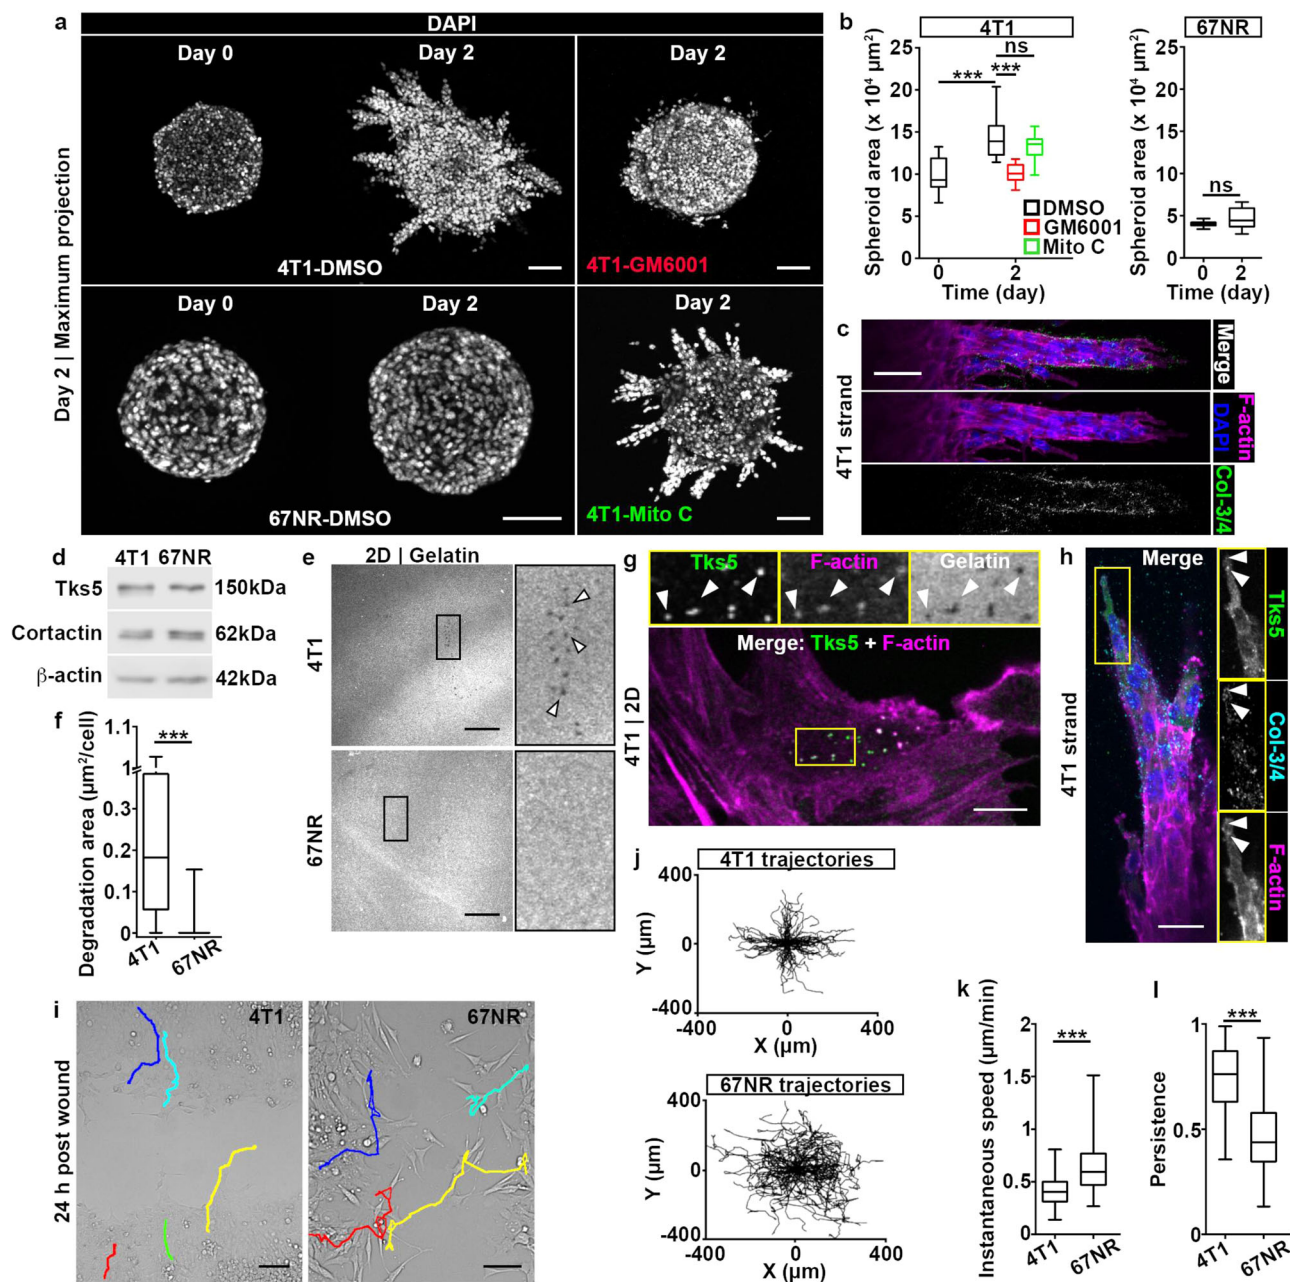 a
DAPI
Day 0
Day 2
Day 2
4T1-DMSO
4T1-GM6001
Day 0
Day 2
Day 2
67NR-DMSO
4T1-Mito C
Day 2 | Maximum projection
b
4T1
67NR
25
20
15
10
5
0
Spheroid area (x 10⁴ µm²)
ns
***
***
DMSO
GM6001
Mito C
0
2
Time (day)
25
20
15
10
5
0
Spheroid area (x 10⁴ µm²)
ns
0
2
Time (day)
c
4T1 strand
Merge
F-actin
DAPI
Col-3/4
d
4T1 67NR
Tks5
150kDa
Cortactin
62kDa
β-actin
42kDa
e
2D | Gelatin
4T1
67NR
f
Degradation area (µm²/cell)
1.1
1
0.3
0.2
0.1
0
***
4T1
67NR
g
Tks5
F-actin
Gelatin
Merge: Tks5 + F-actin
4T1 | 2D
h
Merge
4T1 strand
Tks5
Col-3/4
F-actin
i
4T1
67NR
24 h post wound
j
4T1 trajectories
400
0
-400
Y (µm)
-400
0
400
X (µm)
67NR trajectories
400
0
-400
Y (µm)
-400
0
400
X (µm)
k
Instantaneous speed (µm/min)
2
1.5
1
0.5
0
***
4T1
67NR
l
Persistence
1
0.5
0
***
4T1
67NR